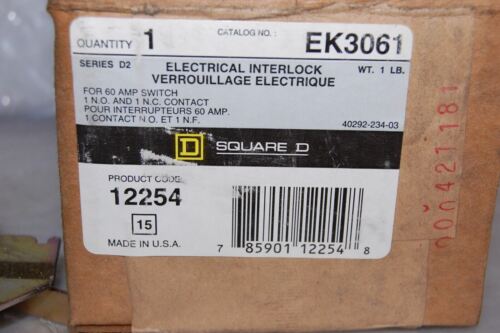 QUANTITY 1 CATALOG NO.: EK3061
SERIES D2 ELECTRICAL INTERLOCK WT. 1 LB.
VERROUILLAGE ELECTRIQUE
FOR 60 AMP SWITCH
1 N.O. AND 1 N.C. CONTACT
POUR INTERRUPTEURS 60 AMP.
1 CONTACT N.O. ET 1 N.F.
40292-234-03
D SQUARE D
PRODUCT CODE:
12254
15
MADE IN U.S.A.
7 85901 12254 8
000421181